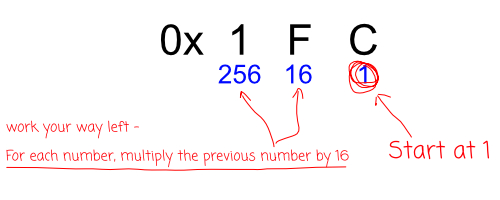 0x 1 F C
256 16 1
work your way left -
For each number, multiply the previous number by 16
Start at 1